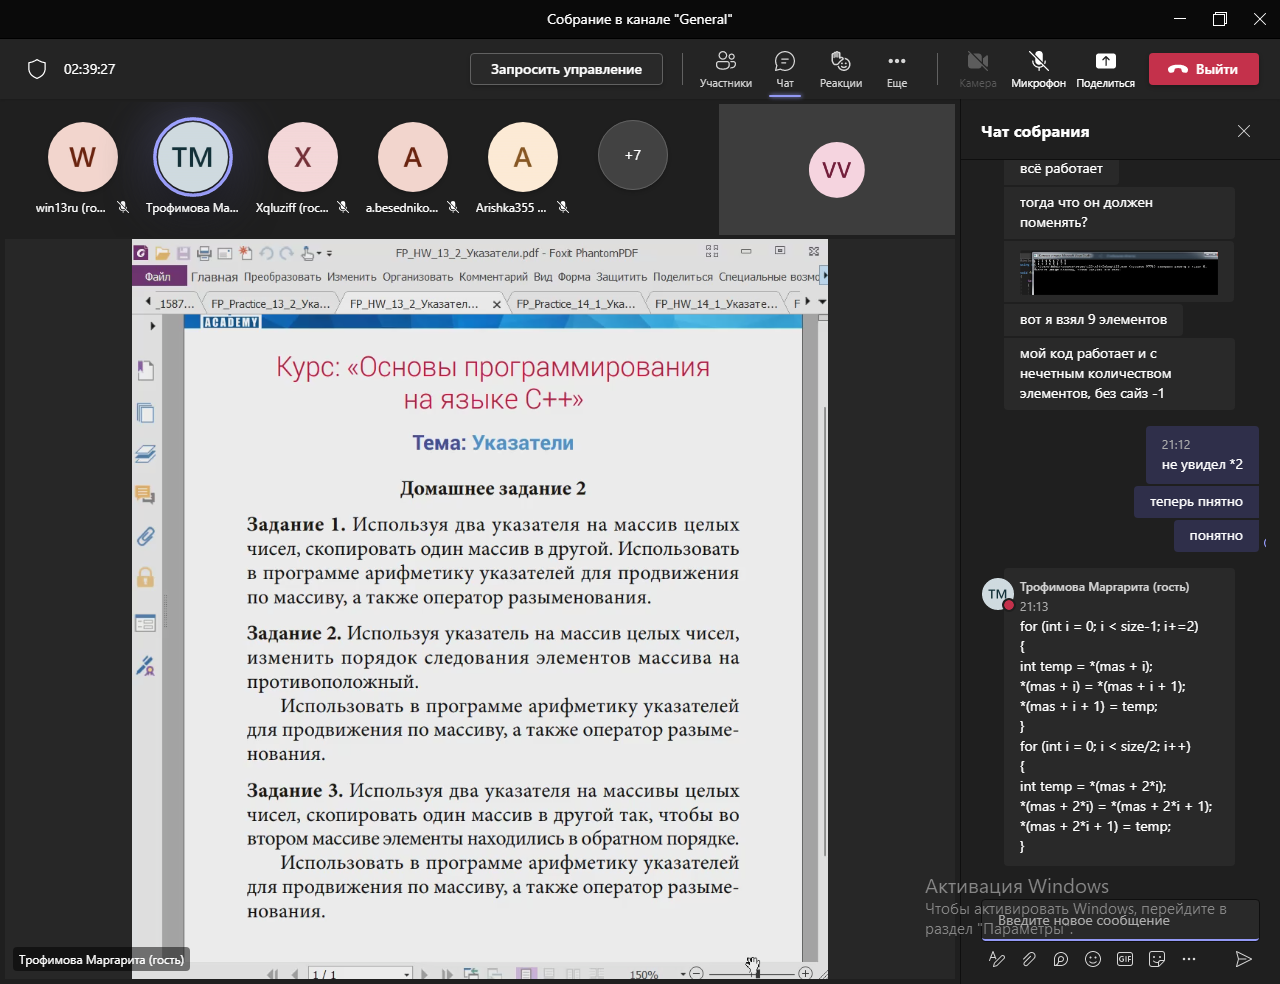 Собрание в канале "General"
02:39:27
Запросить управление
Участники
Чат
Реакции
Еще
Камера
Микрофон
Поделиться
Выйти
W
TM
X
A
A
+7
VV
win13ru (го...
Трофимова Ма...
Xqluziff (гос...
a.besedniko...
Arishka355 ...
FP_HW_13_2_Указатели.pdf - Foxit PhantomPDF
Файл Главная Преобразовать Изменить Организовать Комментарий Вид Форма Защитить Поделиться Специальные возмо
_1587...
FP_Practice_13_2_Ука...
FP_HW_13_2_Указател...
FP_Practice_14_1_Ука...
FP_HW_14_1_Указате...
F
ACADEMY
Курс: «Основы программирования
на языке C++»
Тема: Указатели
Домашнее задание 2
Задание 1. Используя два указателя на массив целых
чисел, скопировать один массив в другой. Использовать
в программе арифметику указателей для продвижения
по массиву, а также оператор разыменования.
Задание 2. Используя указатель на массив целых чисел,
изменить порядок следования элементов массива на
противоположный.
Использовать в программе арифметику указателей
для продвижения по массиву, а также оператор разыме-
нования.
Задание 3. Используя два указателя на массивы целых
чисел, скопировать один массив в другой так, чтобы во
втором массиве элементы находились в обратном порядке.
Использовать в программе арифметику указателей
для продвижения по массиву, а также оператор разыме-
нования.
1 / 1
150%
Трофимова Маргарита (гость)
Чат собрания
всё работает
тогда что он должен
поменять?
вот я взял 9 элементов
мой код работает и с
нечетным количеством
элементов, без сайз -1
21:12
не увидел *2
теперь пнятно
понятно
TM
Трофимова Маргарита (гость)
21:13
for (int i = 0; i < size-1; i+=2)
{
int temp = *(mas + i);
*(mas + i) = *(mas + i + 1);
*(mas + i + 1) = temp;
}
for (int i = 0; i < size/2; i++)
{
int temp = *(mas + 2*i);
*(mas + 2*i) = *(mas + 2*i + 1);
*(mas + 2*i + 1) = temp;
}
Активация Windows
Чтобы активировать Windows, перейдите в
раздел "Параметры".
Введите новое сообщение
GIF